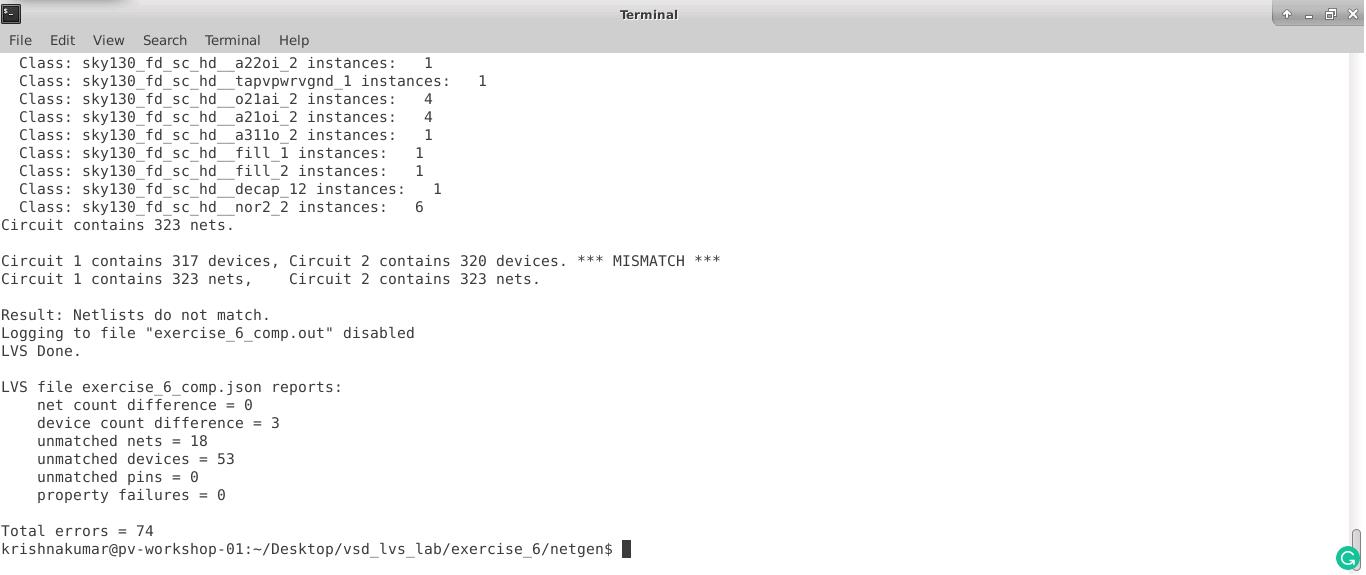 Terminal
File Edit View Search Terminal Help
Class: sky130_fd_sc_hd__a22oi_2 instances: 1
Class: sky130_fd_sc_hd__tapvpwrvgnd_1 instances: 1
Class: sky130_fd_sc_hd__o21ai_2 instances: 4
Class: sky130_fd_sc_hd__a21oi_2 instances: 4
Class: sky130_fd_sc_hd__a311o_2 instances: 1
Class: sky130_fd_sc_hd__fill_1 instances: 1
Class: sky130_fd_sc_hd__fill_2 instances: 1
Class: sky130_fd_sc_hd__decap_12 instances: 1
Class: sky130_fd_sc_hd__nor2_2 instances: 6
Circuit contains 323 nets.
Circuit 1 contains 317 devices, Circuit 2 contains 320 devices. *** MISMATCH ***
Circuit 1 contains 323 nets,    Circuit 2 contains 323 nets.
Result: Netlists do not match.
Logging to file "exercise_6_comp.out" disabled
LVS Done.
LVS file exercise_6_comp.json reports:
net count difference = 0
device count difference = 3
unmatched nets = 18
unmatched devices = 53
unmatched pins = 0
property failures = 0
Total errors = 74
krishnakumar@pv-workshop-01:~/Desktop/vsd_lvs_lab/exercise_6/netgen$